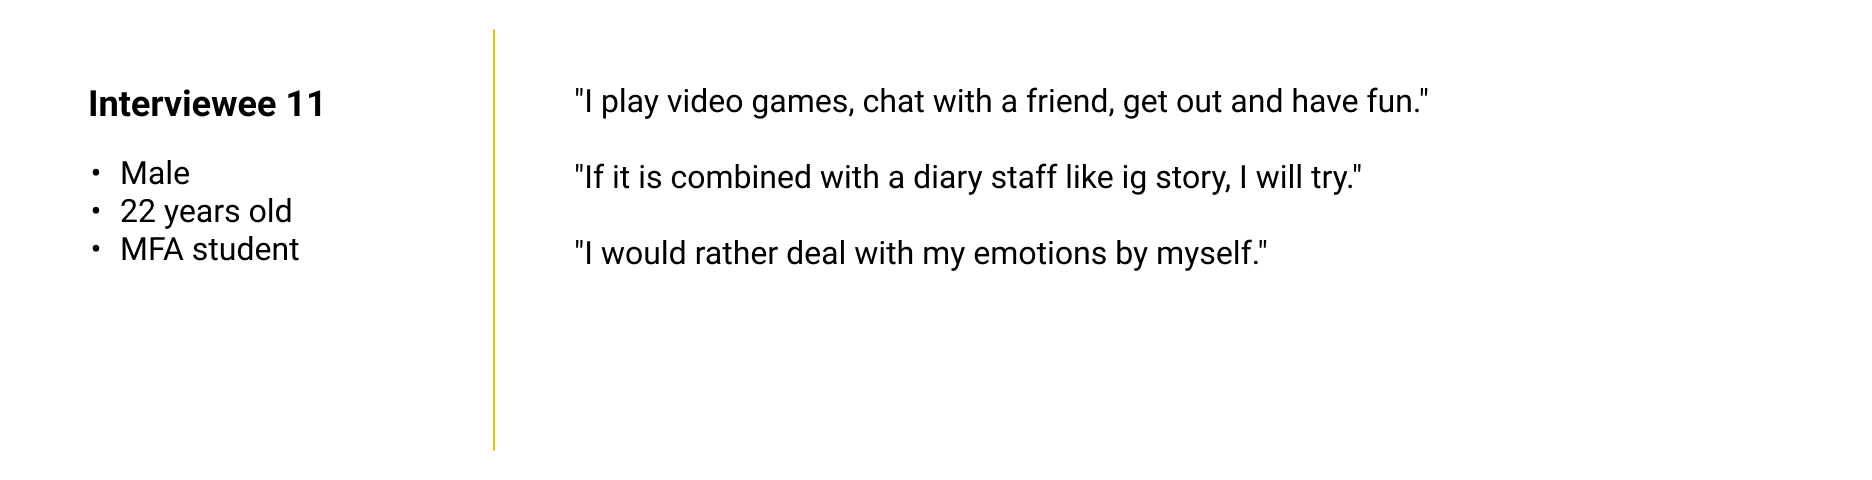 Interviewee 11
• Male
• 22 years old
• MFA student
"I play video games, chat with a friend, get out and have fun."
"If it is combined with a diary staff like ig story, I will try."
"I would rather deal with my emotions by myself."